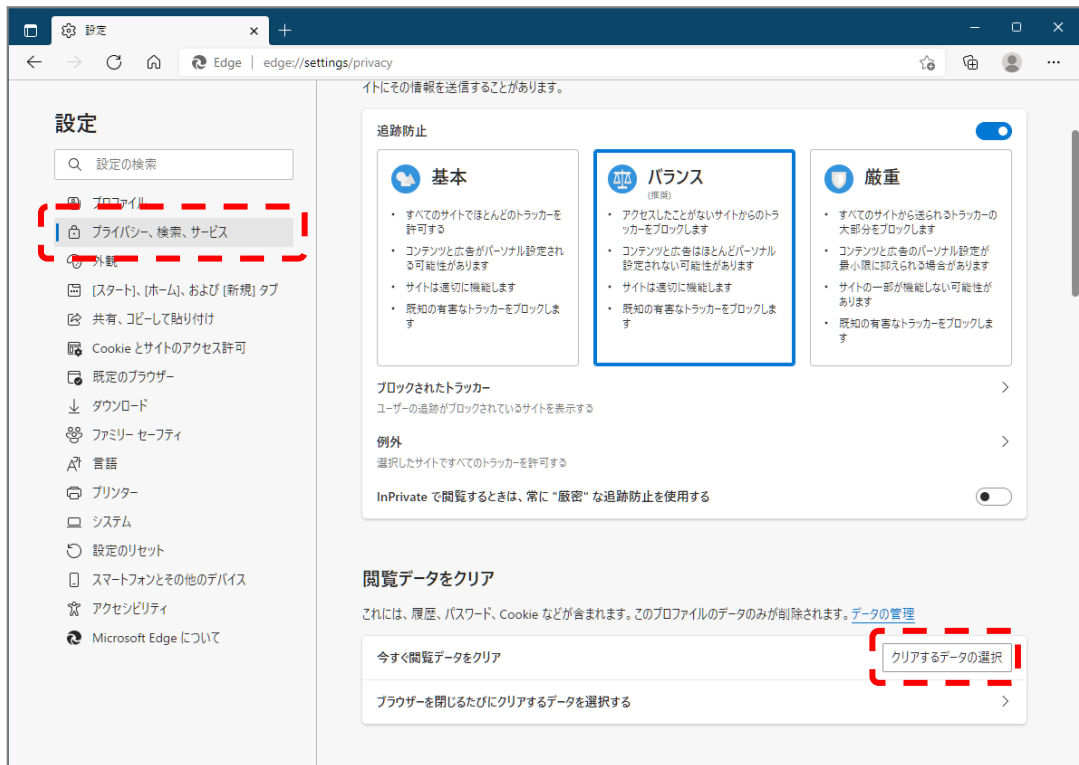 設定
Edge | edge://settings/privacy
設定
設定の検索
プロファイル
プライバシー、検索、サービス
外観
[スタート]、[ホーム]、および [新規] タブ
共有、コピーして貼り付け
Cookie とサイトのアクセス許可
既定のブラウザー
ダウンロード
ファミリー セーフティ
言語
プリンター
システム
設定のリセット
スマートフォンとその他のデバイス
アクセシビリティ
Microsoft Edge について
イトにその情報を送信することがあります。
追跡防止
基本
• すべてのサイトでほとんどのトラッカーを
許可する
• コンテンツと広告がパーソナル設定され
る可能性があります
• サイトは適切に機能します
• 既知の有害なトラッカーをブロックしま
す
バランス
(推奨)
• アクセスしたことがないサイトからのトラ
ッカーをブロックします
• コンテンツと広告はほとんどパーソナル
設定されない可能性があります
• サイトは適切に機能します
• 既知の有害なトラッカーをブロックしま
す
厳重
• すべてのサイトから送られるトラッカーの
大部分をブロックします
• コンテンツと広告のパーソナル設定が
最小限に抑えられる場合があります
• サイトの一部が機能しない可能性が
あります
• 既知の有害なトラッカーをブロックしま
す
ブロックされたトラッカー
ユーザーの追跡がブロックされているサイトを表示する
例外
選択したサイトですべてのトラッカーを許可する
InPrivate で閲覧するときは、常に "厳密" な追跡防止を使用する
閲覧データをクリア
これには、履歴、パスワード、Cookie などが含まれます。このプロファイルのデータのみが削除されます。データの管理
今すぐ閲覧データをクリア
クリアするデータの選択
ブラウザーを閉じるたびにクリアするデータを選択する